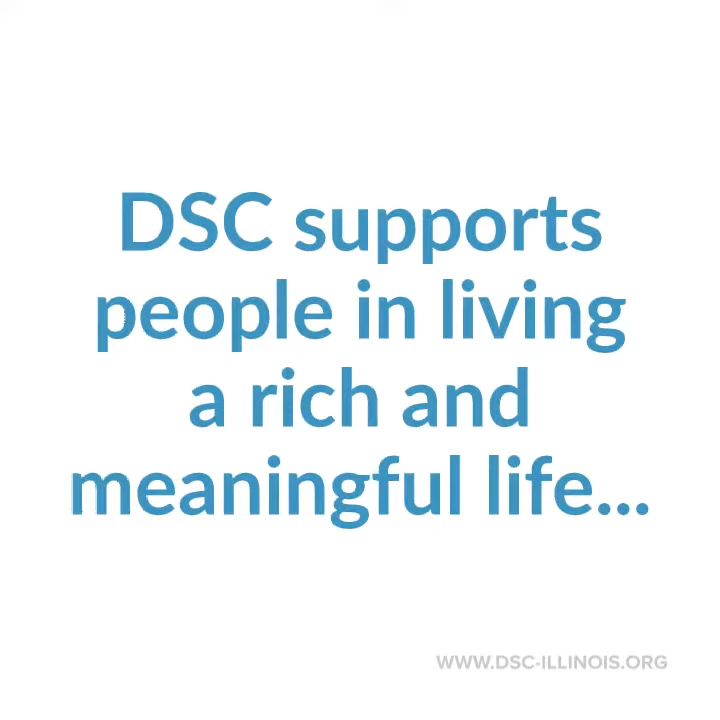 DSC supports
people in living
a rich and
meaningful life...
WWW.DSC-ILLINOIS.ORG